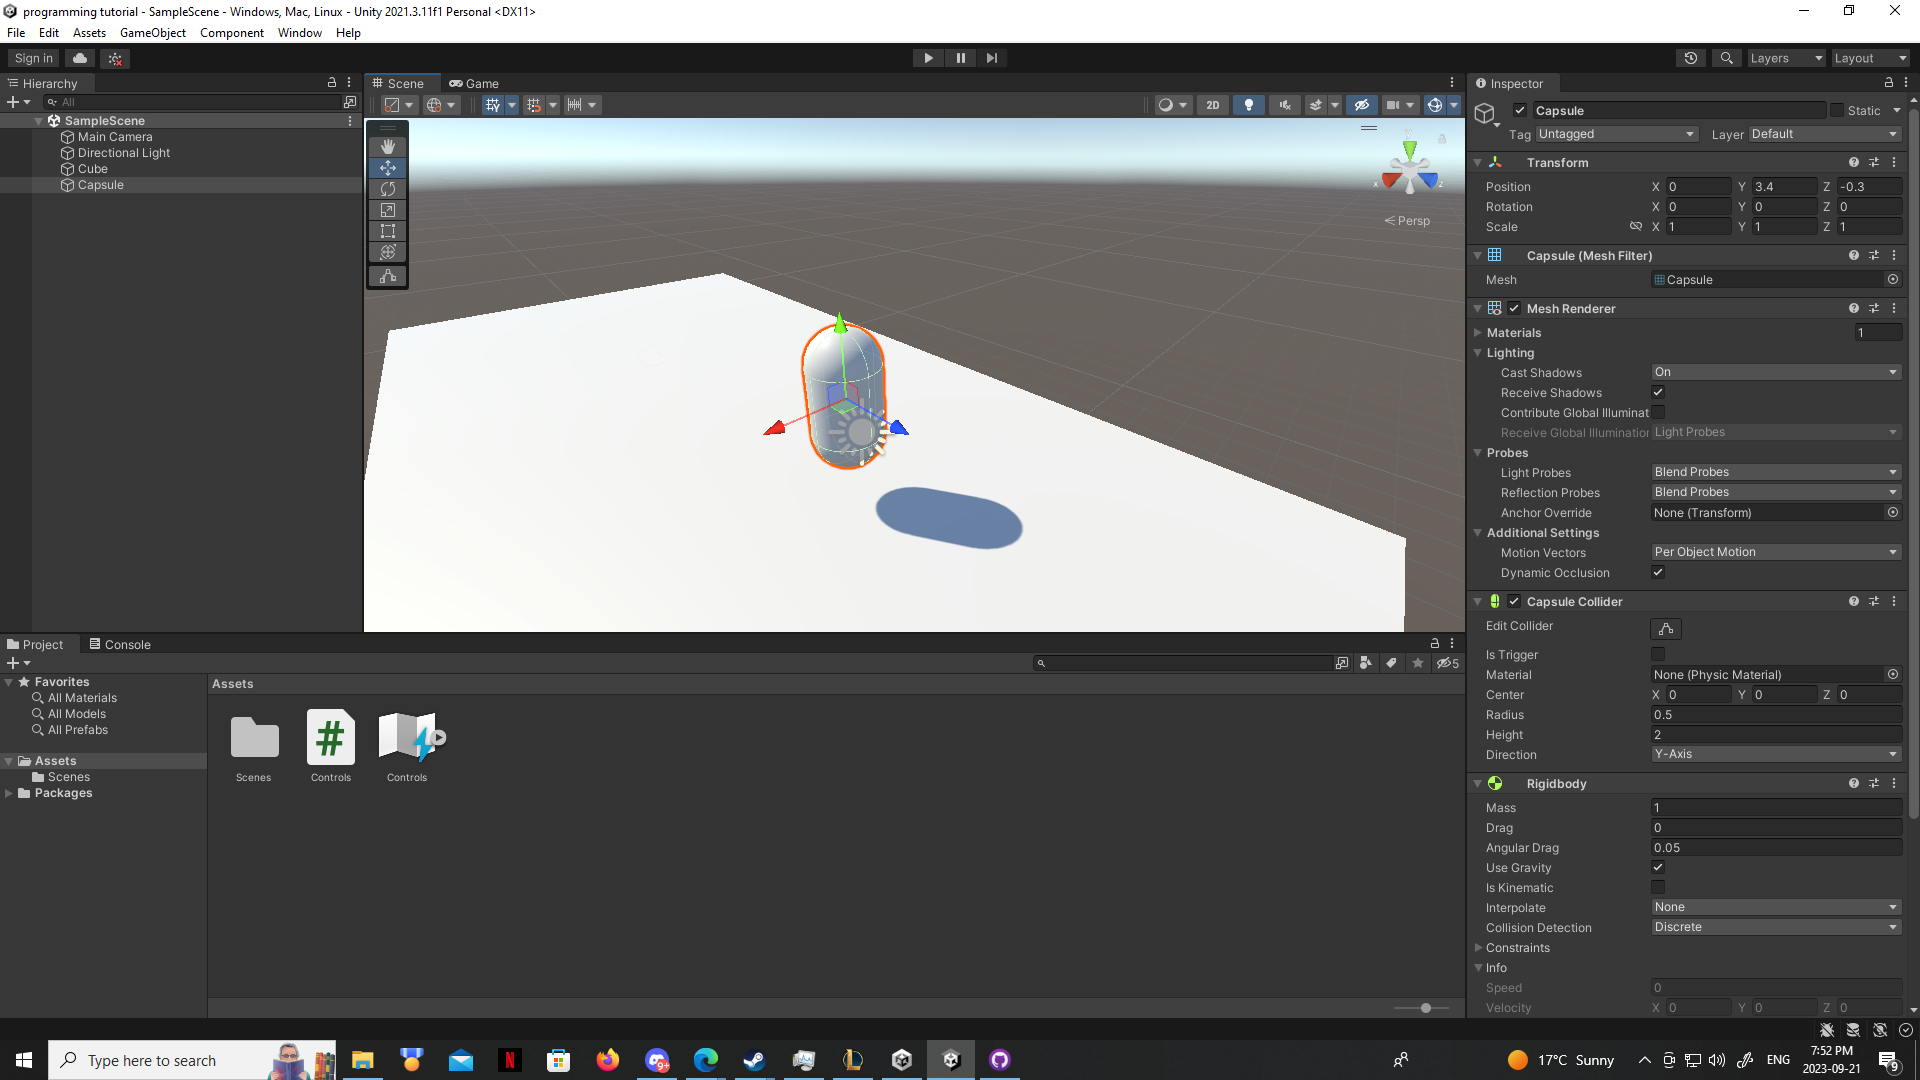 programming tutorial - SampleScene - Windows, Mac, Linux - Unity 2021.3.11f1 Personal <DX11>
File Edit Assets GameObject Component Window Help
Sign in
Layers Layout
Hierarchy
All
SampleScene
Main Camera
Directional Light
Cube
Capsule
Scene Game
2D
y
x
z
Persp
Inspector
Capsule Static
Tag Untagged Layer Default
Transform
Position X 0 Y 3.4 Z -0.3
Rotation X 0 Y 0 Z 0
Scale X 1 Y 1 Z 1
Capsule (Mesh Filter)
Mesh Capsule
Mesh Renderer
Materials 1
Lighting
Cast Shadows On
Receive Shadows
Contribute Global Illuminat
Receive Global Illumination Light Probes
Probes
Light Probes Blend Probes
Reflection Probes Blend Probes
Anchor Override None (Transform)
Additional Settings
Motion Vectors Per Object Motion
Dynamic Occlusion
Capsule Collider
Edit Collider
Is Trigger
Material None (Physic Material)
Center X 0 Y 0 Z 0
Radius 0.5
Height 2
Direction Y-Axis
Rigidbody
Mass 1
Drag 0
Angular Drag 0.05
Use Gravity
Is Kinematic
Interpolate None
Collision Detection Discrete
Constraints
Info
Speed 0
Velocity X 0 Y 0 Z 0
Project Console
5
Favorites
All Materials
All Models
All Prefabs
Assets
Scenes
Packages
Assets
Scenes Controls Controls
Type here to search
9+
17°C Sunny
ENG
7:52 PM
2023-09-21
9